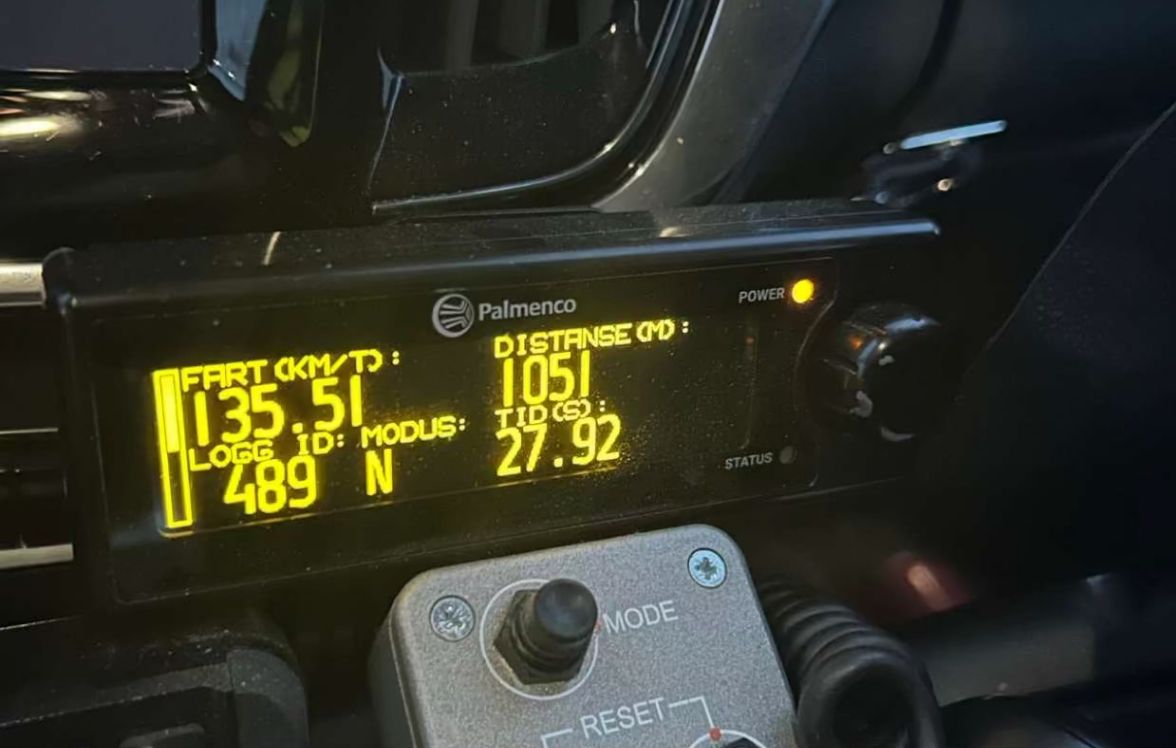 Palmenco
POWER
FART (KM/T):
135.51
DISTANSE (M):
1051
LOGG ID: MODUS:
489 N
TID (S):
27.92
STATUS
MODE
RESET